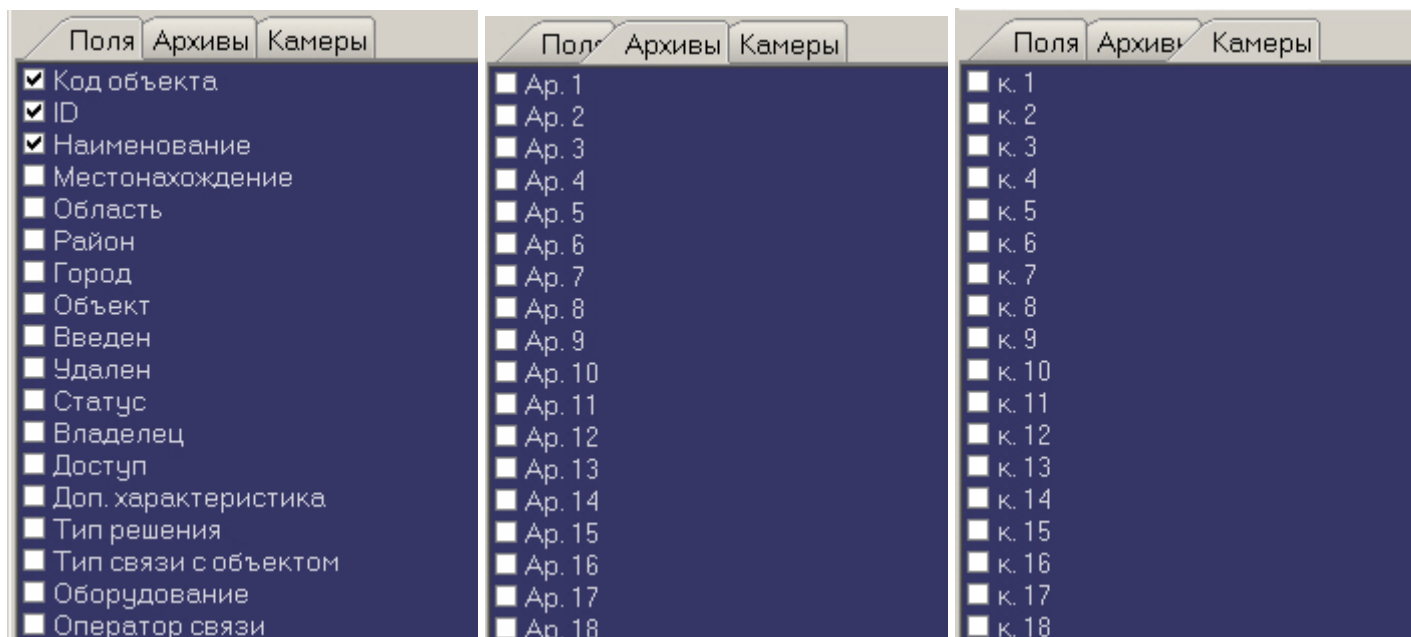 Поля Архивы Камеры
Код объекта
ID
Наименование
Местонахождение
Область
Район
Город
Объект
Введен
Удален
Статус
Владелец
Доступ
Доп. характеристика
Тип решения
Тип связи с объектом
Оборудование
Оператор связи
Поля Архивы Камеры
Ар. 1
Ар. 2
Ар. 3
Ар. 4
Ар. 5
Ар. 6
Ар. 7
Ар. 8
Ар. 9
Ар. 10
Ар. 11
Ар. 12
Ар. 13
Ар. 14
Ар. 15
Ар. 16
Ар. 17
Ар. 18
Поля Архивы Камеры
к. 1
к. 2
к. 3
к. 4
к. 5
к. 6
к. 7
к. 8
к. 9
к. 10
к. 11
к. 12
к. 13
к. 14
к. 15
к. 16
к. 17
к. 18